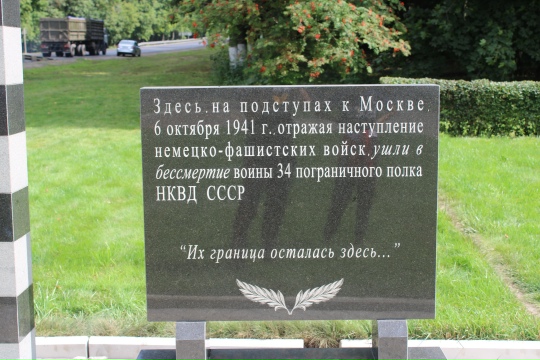 Здесь, на подступах к Москве,
6 октября 1941 г., отражая наступление
немецко-фашистских войск, ушли в
бессмертие воины 34 пограничного полка
НКВД СССР
“Их граница осталась здесь...”